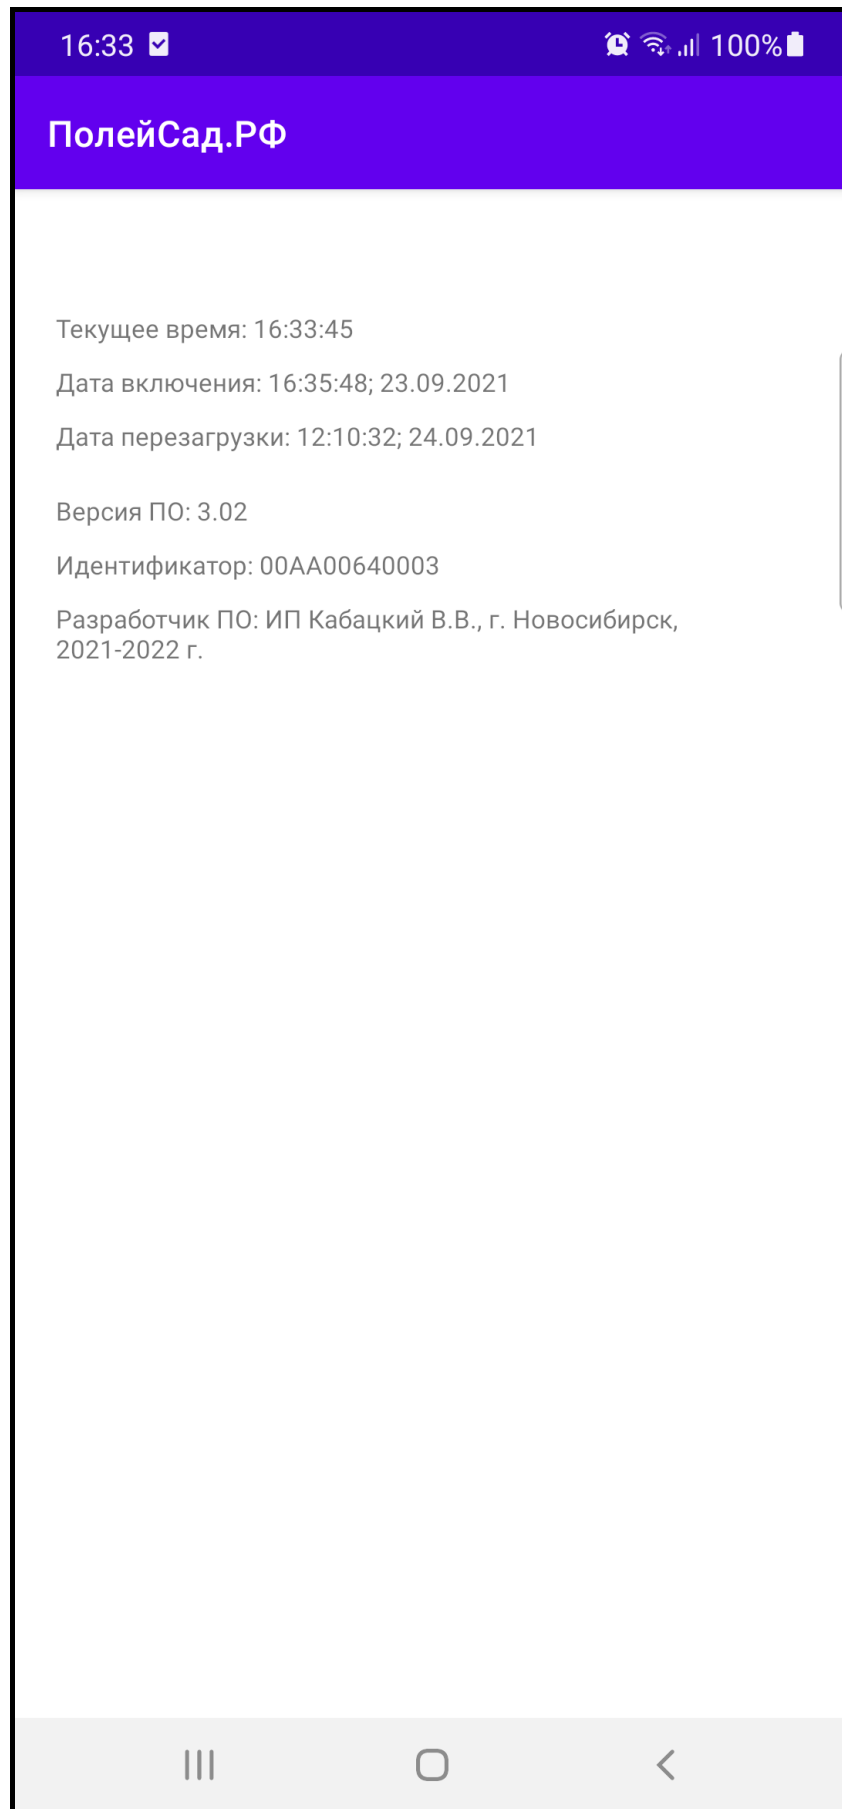 16:33 100%
ПолейСад.РФ
Текущее время: 16:33:45
Дата включения: 16:35:48; 23.09.2021
Дата перезагрузки: 12:10:32; 24.09.2021
Версия ПО: 3.02
Идентификатор: 00AA00640003
Разработчик ПО: ИП Кабацкий В.В., г. Новосибирск,
2021-2022 г.